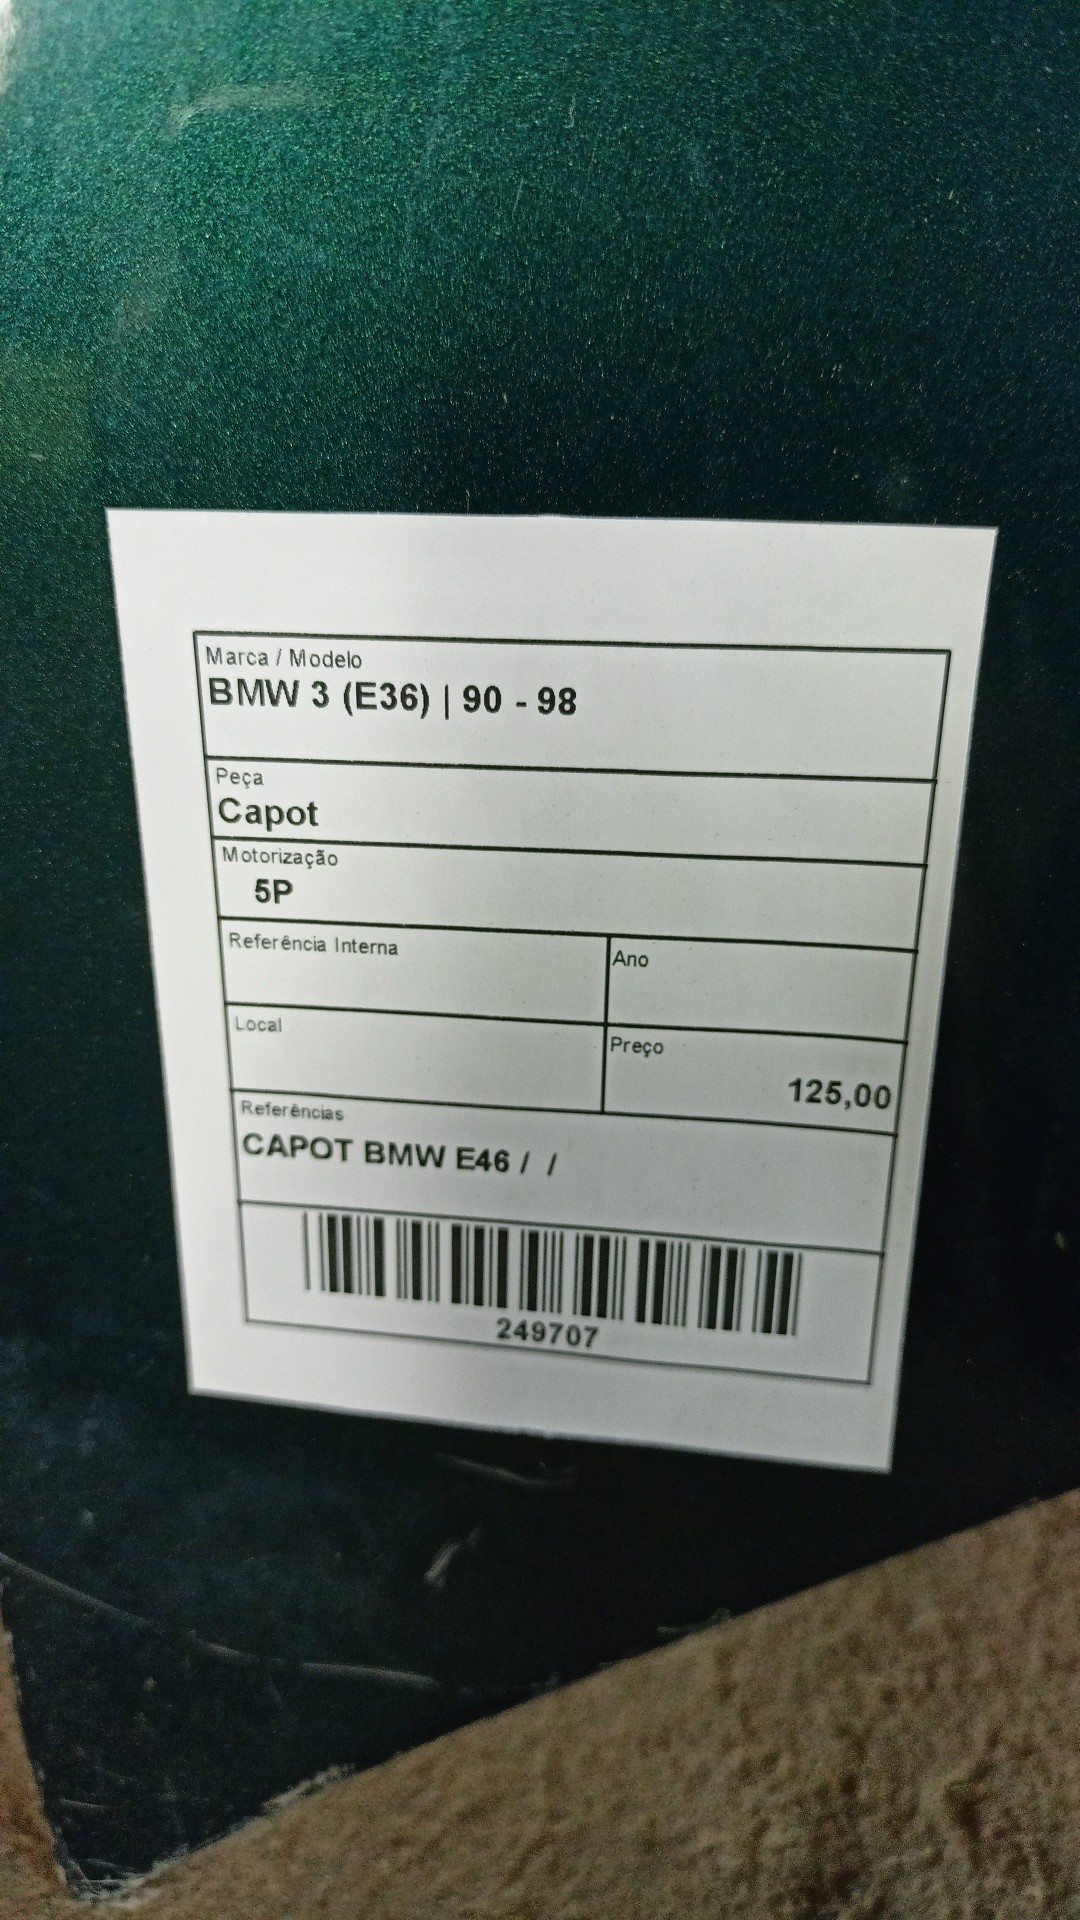 Marca / Modelo
BMW 3 (E36) | 90 - 98
Peça
Capot
Motorização
5P
Referência Interna
Ano
Local
Preço
125,00
Referências
CAPOT BMW E46 / /
249707